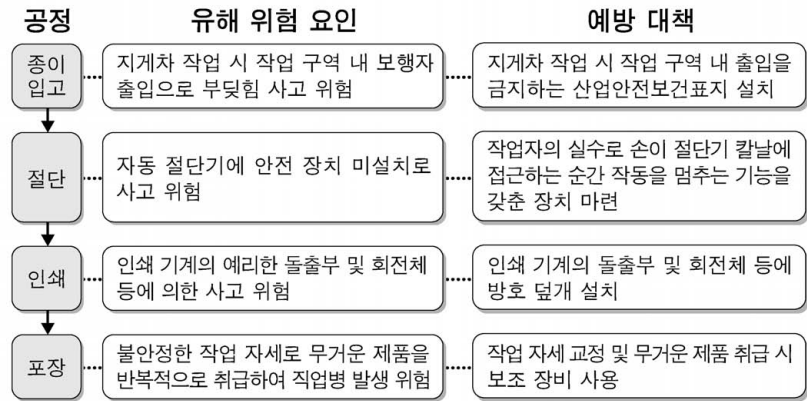 공정
유해 위험 요인
예방 대책
종이
입고
지게차 작업 시 작업 구역 내 보행자
출입으로 부딪힘 사고 위험
지게차 작업 시 작업 구역 내 출입을
금지하는 산업안전보건표지 설치
절단
자동 절단기에 안전 장치 미설치로
사고 위험
작업자의 실수로 손이 절단기 칼날에
접근하는 순간 작동을 멈추는 기능을
갖춘 장치 마련
인쇄
인쇄 기계의 예리한 돌출부 및 회전체
등에 의한 사고 위험
인쇄 기계의 돌출부 및 회전체 등에
방호 덮개 설치
포장
불안정한 작업 자세로 무거운 제품을
반복적으로 취급하여 직업병 발생 위험
작업 자세 교정 및 무거운 제품 취급 시
보조 장비 사용